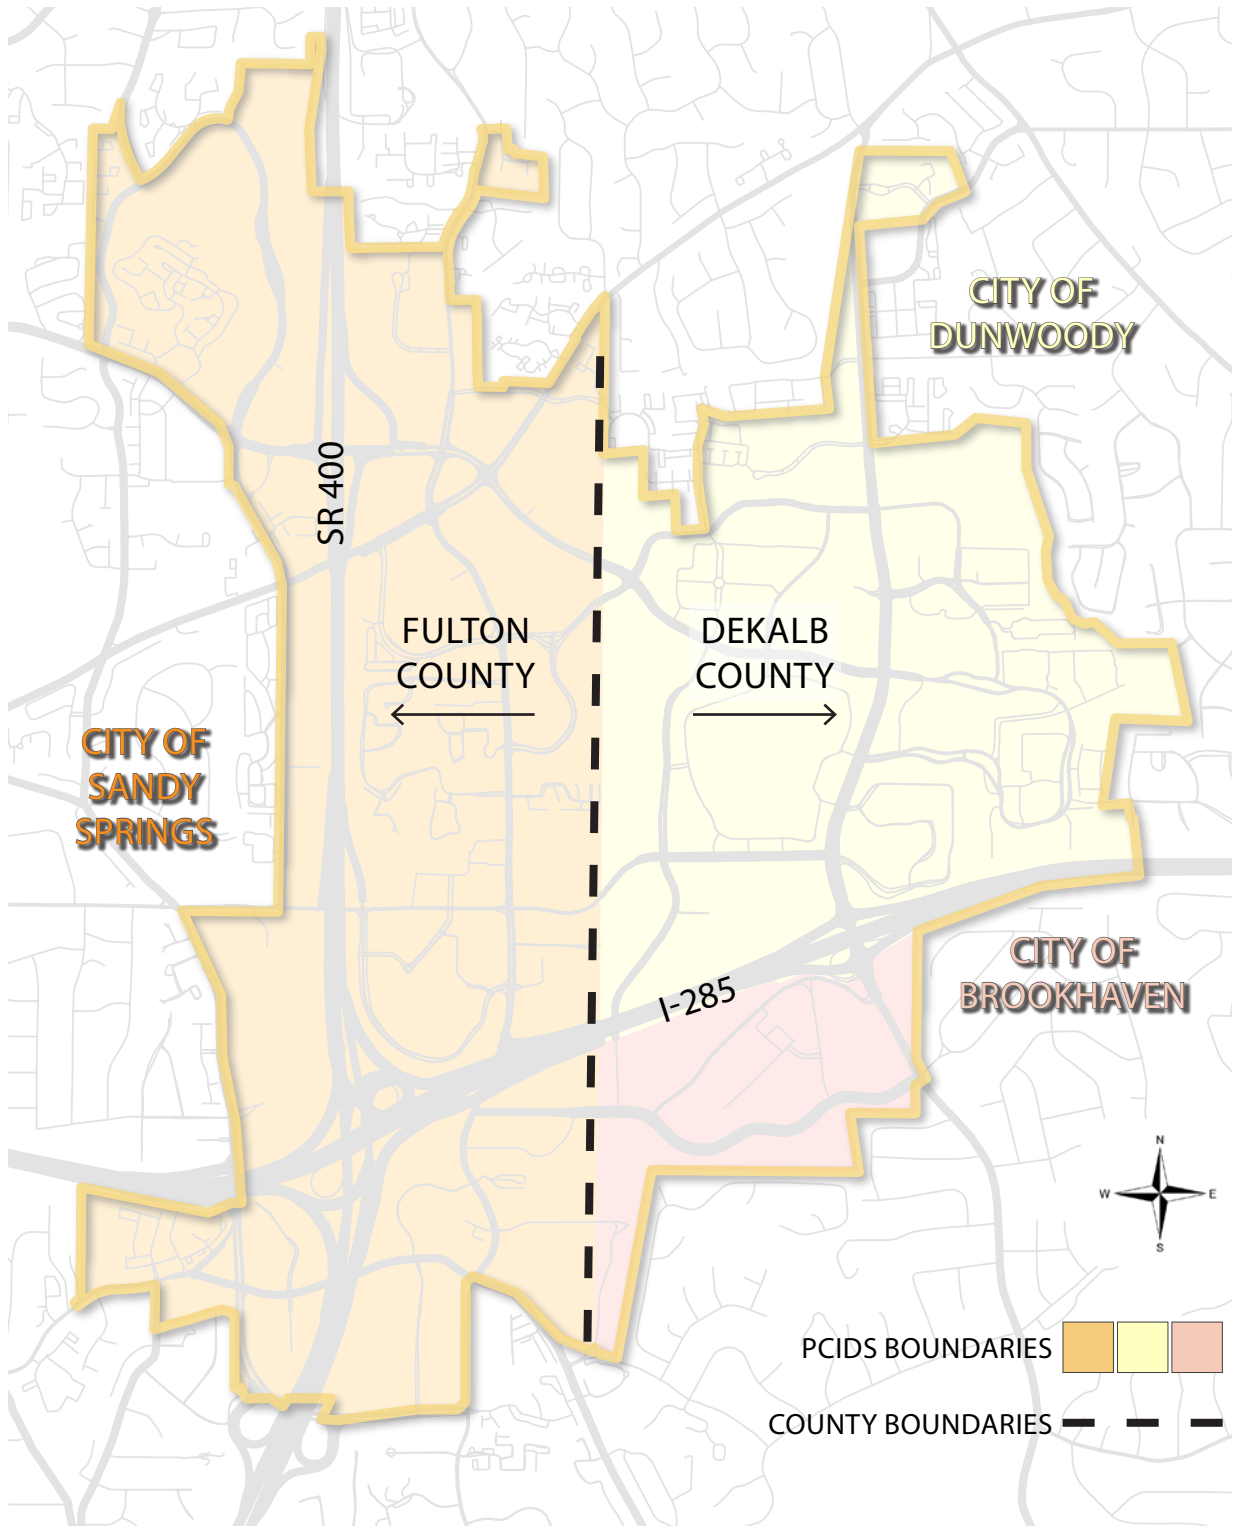 CITY OF
DUNWOODY
SR 400
FULTON
COUNTY
DEKALB
COUNTY
CITY OF
SANDY
SPRINGS
CITY OF
BROOKHAVEN
I-285
N
W
E
S
PCIDS BOUNDARIES
COUNTY BOUNDARIES